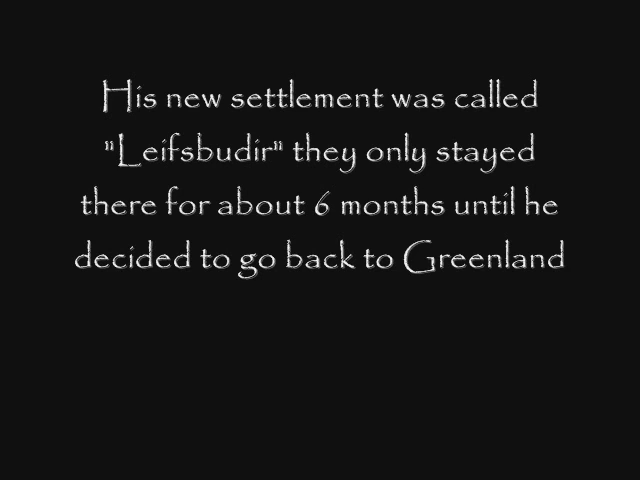 His new settlement was called
"Leifsbudir" they only stayed
there for about 6 months until he
decided to go back to Greenland